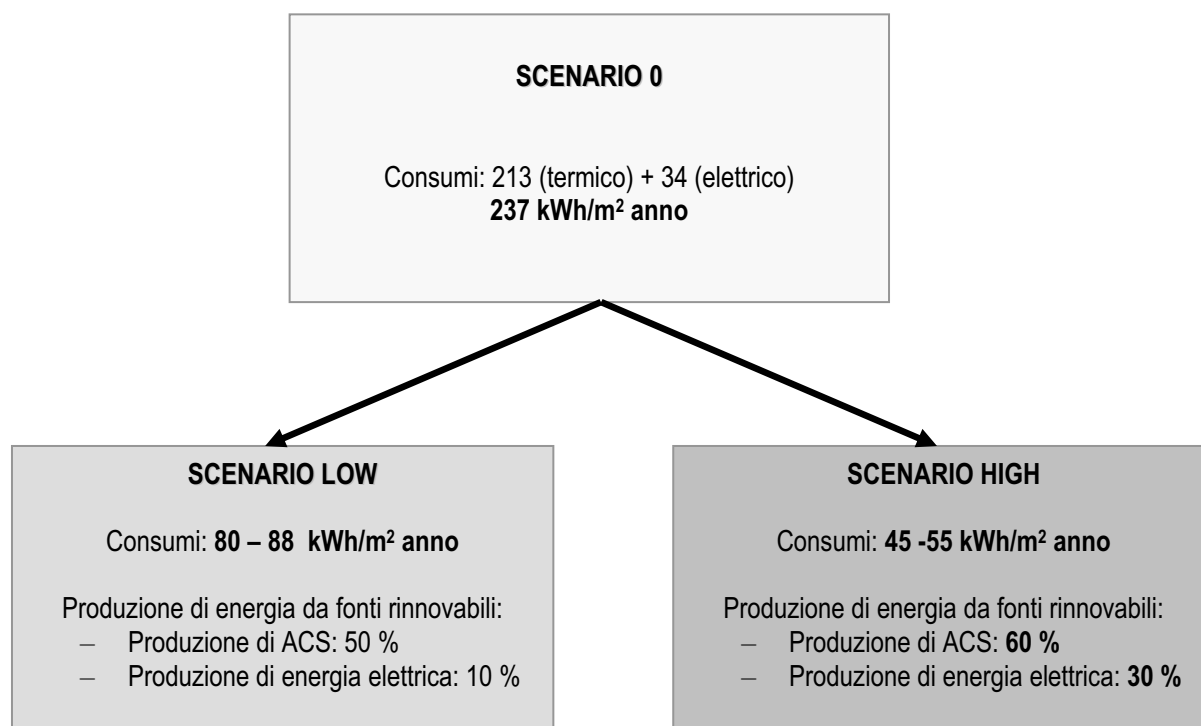 SCENARIO 0
Consumi: 213 (termico) + 34 (elettrico)
237 kWh/m² anno
SCENARIO LOW
Consumi: 80 – 88 kWh/m² anno
Produzione di energia da fonti rinnovabili:
– Produzione di ACS: 50 %
– Produzione di energia elettrica: 10 %
SCENARIO HIGH
Consumi: 45 -55 kWh/m² anno
Produzione di energia da fonti rinnovabili:
– Produzione di ACS: 60 %
– Produzione di energia elettrica: 30 %